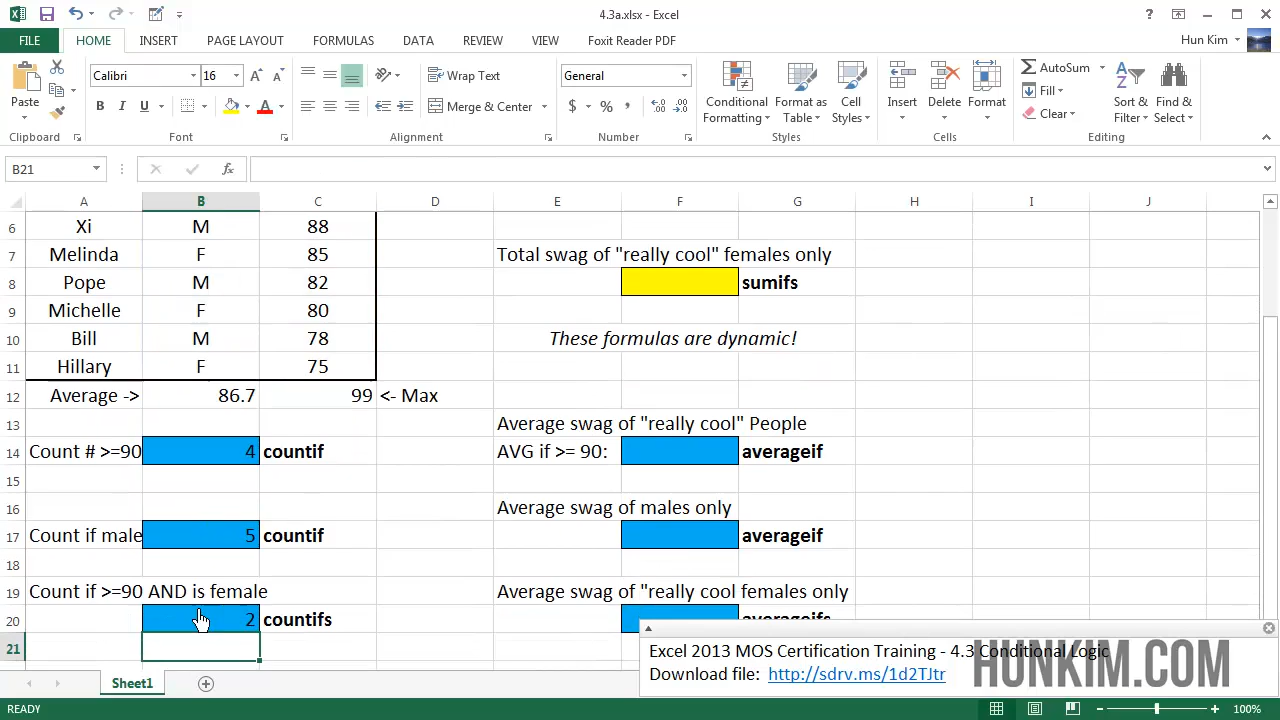 4.3a.xlsx - Excel
FILE HOME INSERT PAGE LAYOUT FORMULAS DATA REVIEW VIEW Foxit Reader PDF Hun Kim
Calibri 16 Wrap Text General AutoSum
Paste Merge & Center Conditional Formatting Format as Table Cell Styles Insert Delete Format Fill Clear Sort & Filter Find & Select
Clipboard Font Alignment Number Styles Cells Editing
B21
A B C D E F G H I J
6 Xi M 88
7 Melinda F 85 Total swag of "really cool" females only
8 Pope M 82 sumifs
9 Michelle F 80
10 Bill M 78 These formulas are dynamic!
11 Hillary F 75
12 Average -> 86.7 99 <- Max
13 Average swag of "really cool" People
14 Count # >=90 4 countif AVG if >= 90: averageif
15
16 Average swag of males only
17 Count if male 5 countif averageif
18
19 Count if >=90 AND is female Average swag of "really cool females only
20 2 countifs averageifs
21
Excel 2013 MOS Certification Training - 4.3 Conditional Logic
Download file: http://sdrv.ms/1d2TJtr
HUNKIM.COM
Sheet1
READY 100%